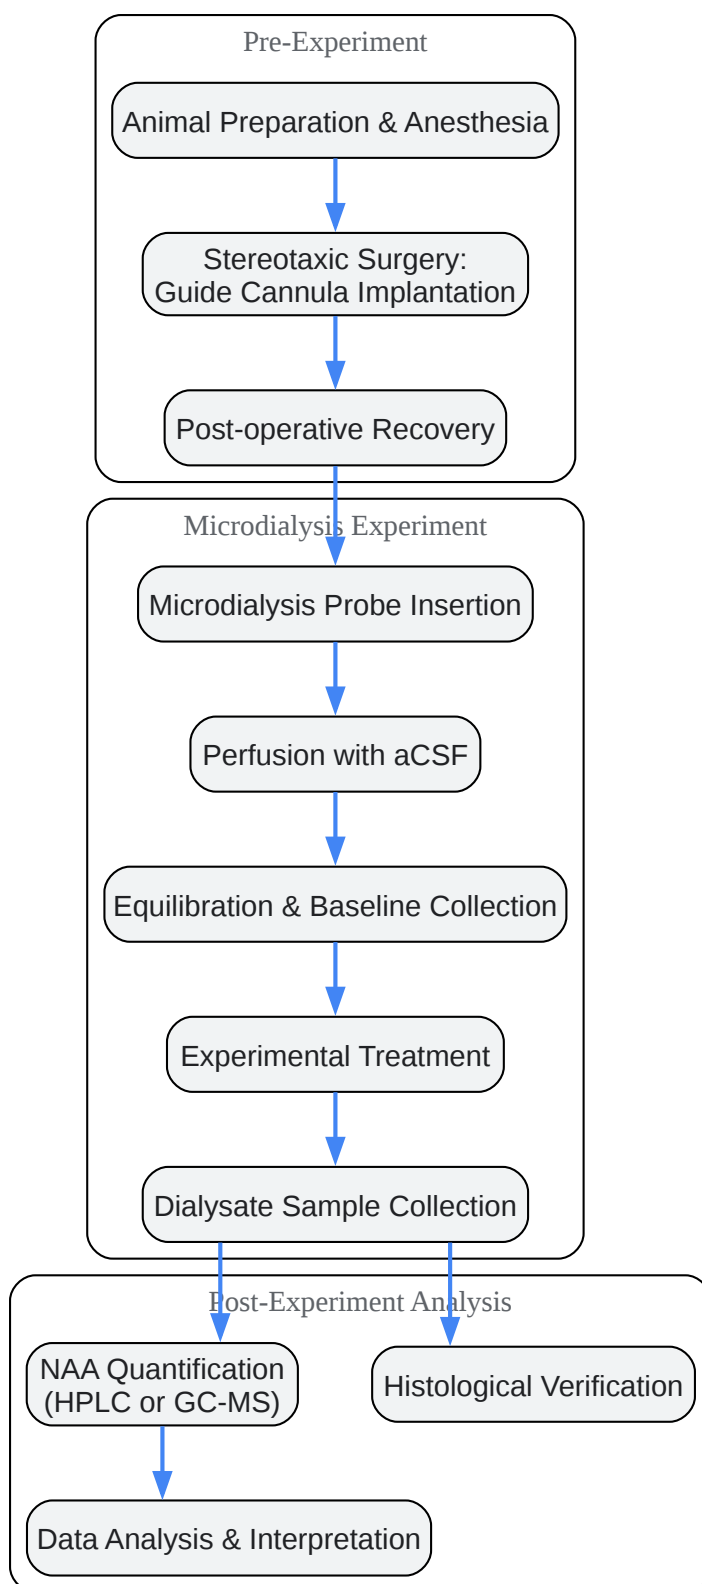 Pre-Experiment
Animal Preparation & Anesthesia
Stereotaxic Surgery:
Guide Cannula Implantation
Post-operative Recovery
Microdialysis Experiment
Microdialysis Probe Insertion
Perfusion with aCSF
Equilibration & Baseline Collection
Experimental Treatment
Dialysate Sample Collection
Post-Experiment Analysis
NAA Quantification
(HPLC or GC-MS)
Histological Verification
Data Analysis & Interpretation